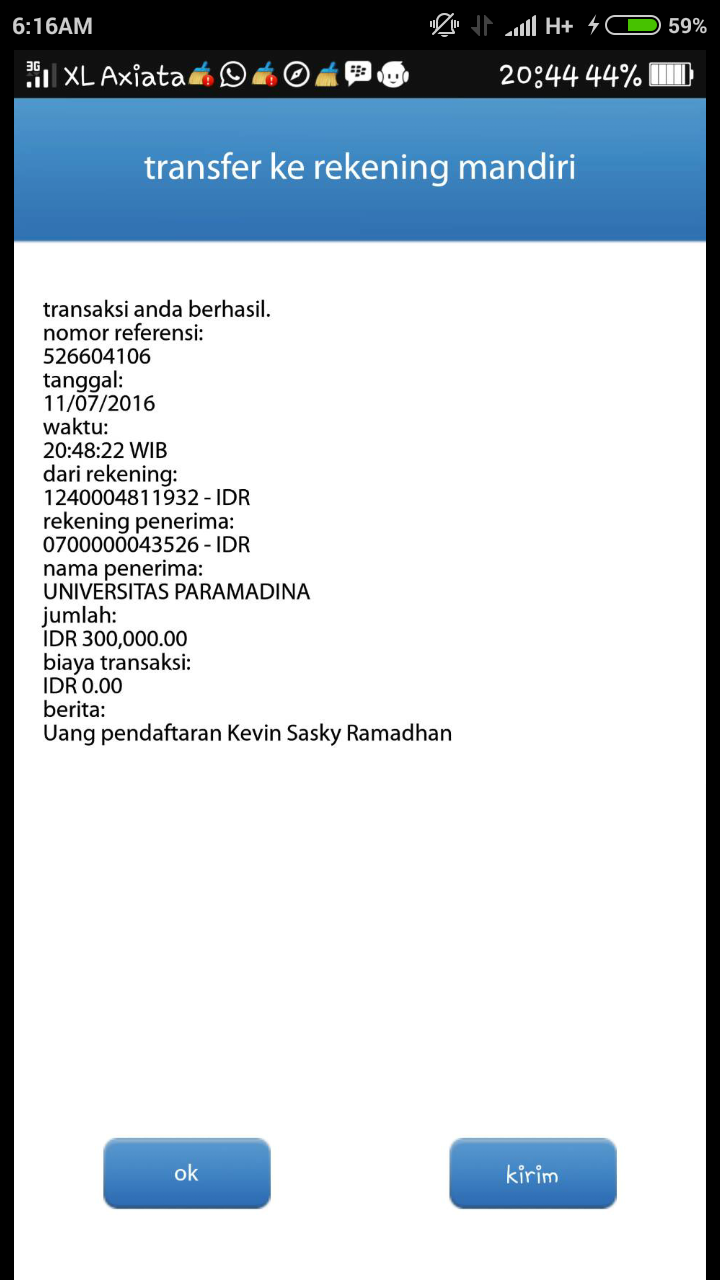 6:16AM H+ 59%
3G XL Axiata 20:44 44%
transfer ke rekening mandiri
transaksi anda berhasil.
nomor referensi:
526604106
tanggal:
11/07/2016
waktu:
20:48:22 WIB
dari rekening:
1240004811932 - IDR
rekening penerima:
0700000043526 - IDR
nama penerima:
UNIVERSITAS PARAMADINA
jumlah:
IDR 300,000.00
biaya transaksi:
IDR 0.00
berita:
Uang pendaftaran Kevin Sasky Ramadhan
ok kirim